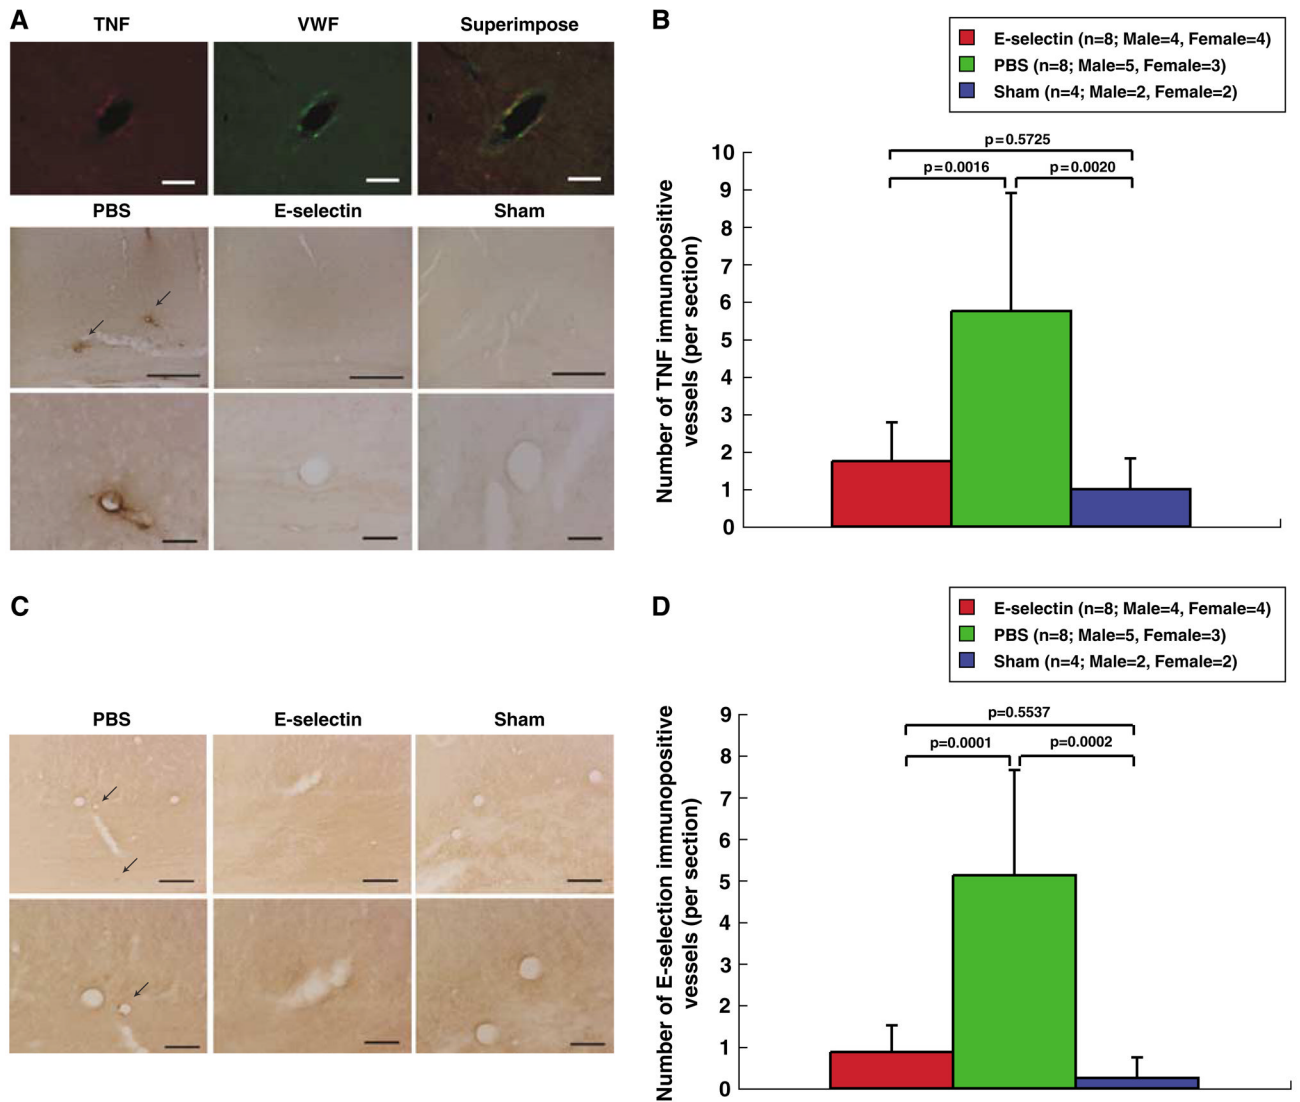 A
TNF
VWF
Superimpose
PBS
E-selectin
Sham
B
E-selectin (n=8; Male=4, Female=4)
PBS (n=8; Male=5, Female=3)
Sham (n=4; Male=2, Female=2)
p=0.5725
p=0.0016
p=0.0020
10
9
8
7
6
5
4
3
2
1
0
Number of TNF immunopositive
vessels (per section)
C
PBS
E-selectin
Sham
D
E-selectin (n=8; Male=4, Female=4)
PBS (n=8; Male=5, Female=3)
Sham (n=4; Male=2, Female=2)
p=0.5537
p=0.0001
p=0.0002
9
8
7
6
5
4
3
2
1
0
Number of E-selection immunopositive
vessels (per section)